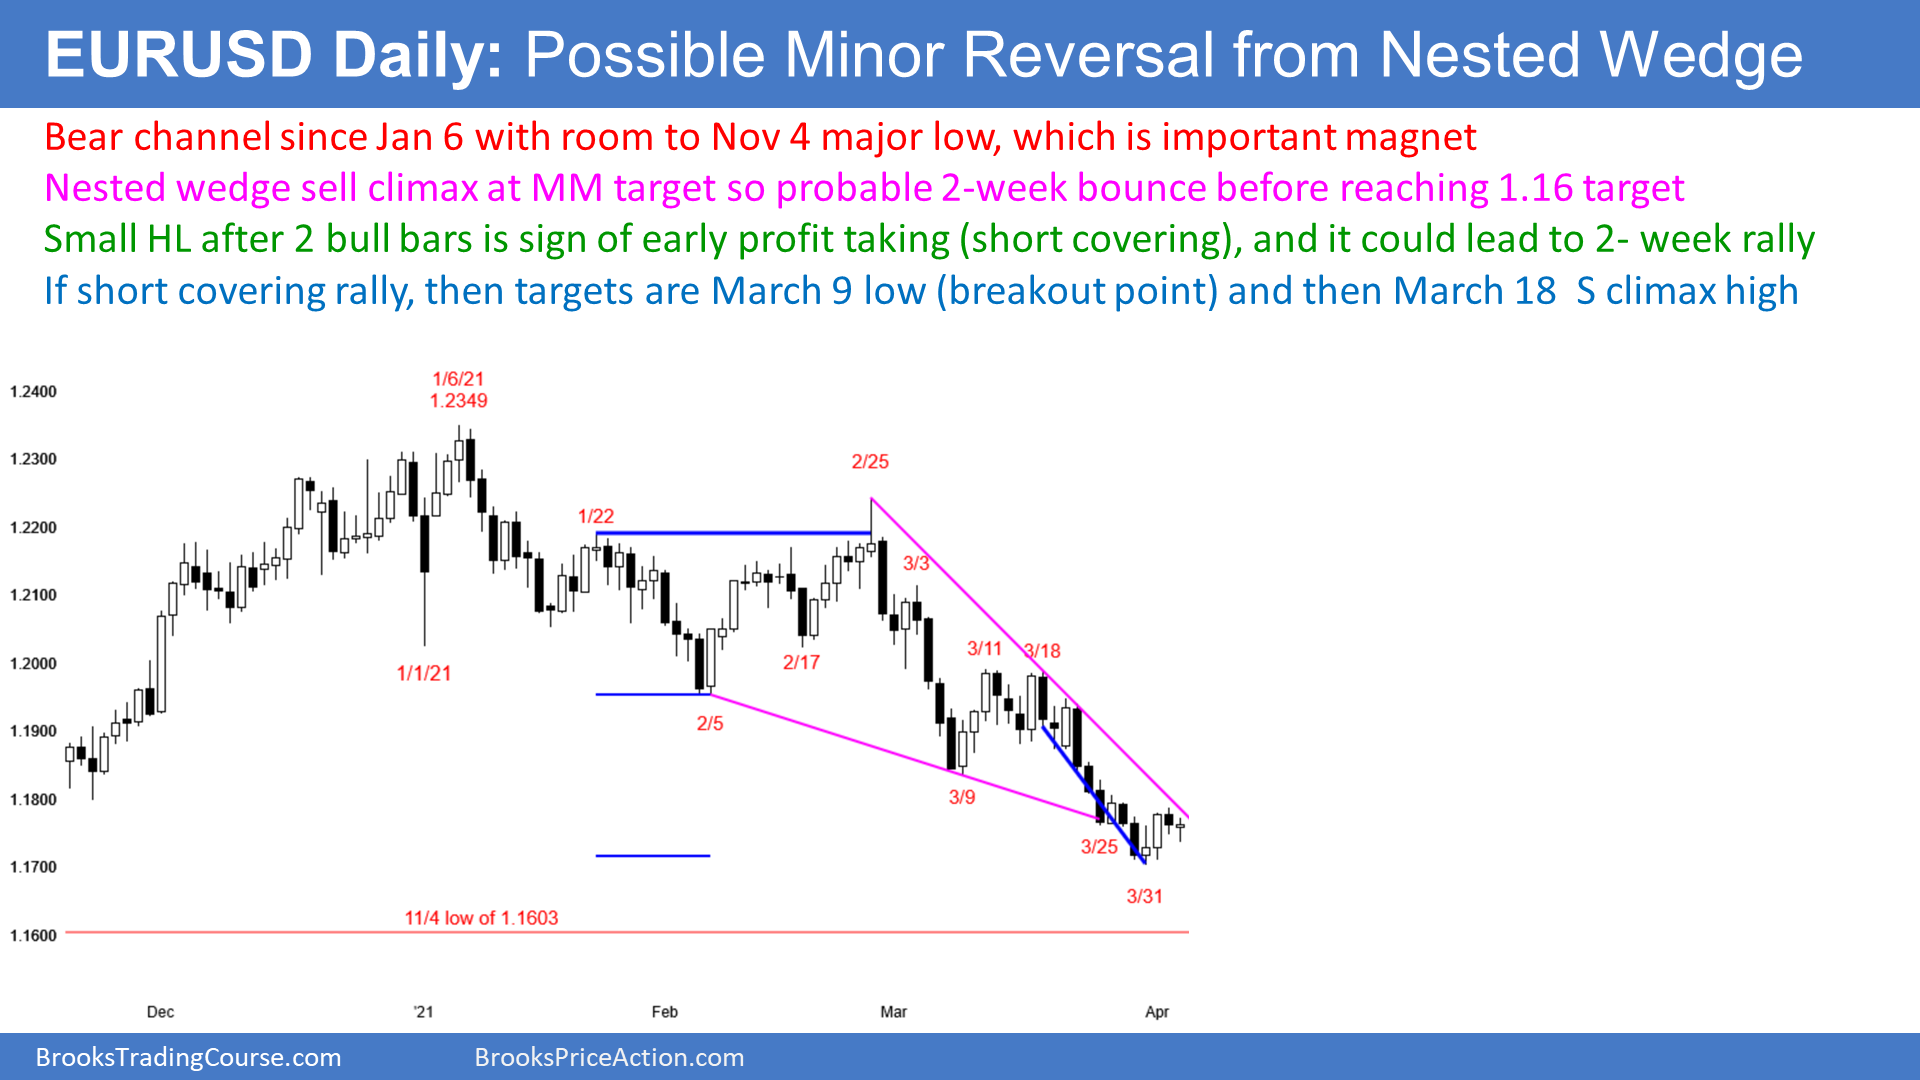 EURUSD Daily: Possible Minor Reversal from Nested Wedge
Bear channel since Jan 6 with room to Nov 4 major low, which is important magnet
Nested wedge sell climax at MM target so probable 2-week bounce before reaching 1.16 target
Small HL after 2 bull bars is sign of early profit taking (short covering), and it could lead to 2- week rally
If short covering rally, then targets are March 9 low (breakout point) and then March 18  S climax high
1/6/21
1.2349
1.2400
1.2300
2/25
1/22
1.2200
3/3
1.2100
3/11
3/18
1.2000
2/17
1/1/21
2/5
1.1900
3/9
1.1800
3/25
1.1700
3/31
11/4 low of 1.1603
1.1600
Dec
'21
Feb
Mar
Apr
BrooksTradingCourse.com
BrooksPriceAction.com